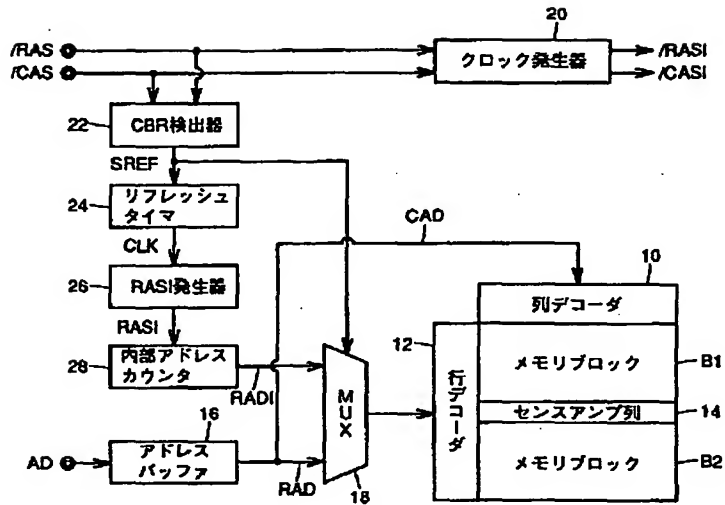 20
/RAS
クロック発生器
/RASI
/CAS
/CASI
22
CBR検出器
SREF
24
リフレッシュ
タイマ
CLK
CAD
26
RASI発生器
10
列デコーダ
RASI
12
28
内部アドレス
カウンタ
RADI
MUX
行デコーダ
メモリブロック
B1
センスアンプ列
14
メモリブロック
B2
16
AD
アドレス
バッファ
RAD
18